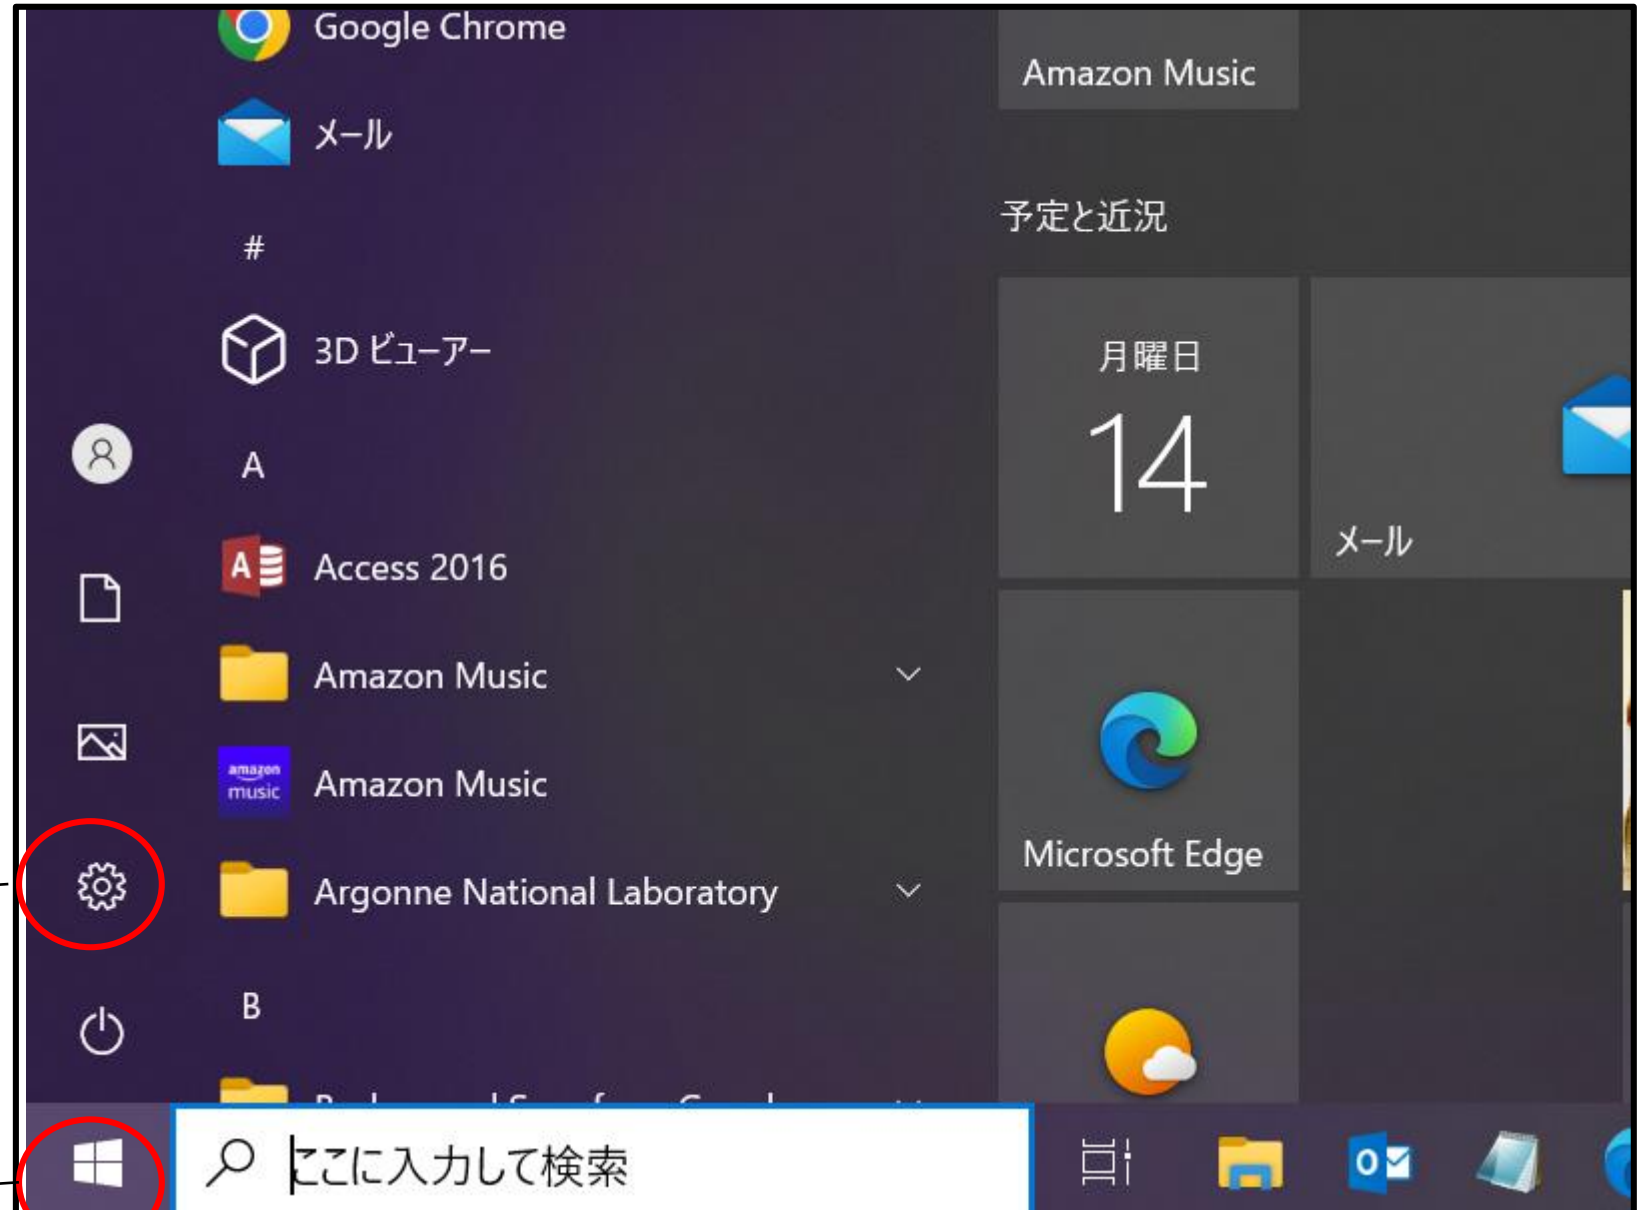 Google Chrome
メール
#
3D ビューアー
A
Access 2016
Amazon Music
amazon
music
Amazon Music
Argonne National Laboratory
B
ここに入力して検索
Amazon Music
予定と近況
月曜日
14
メール
Microsoft Edge